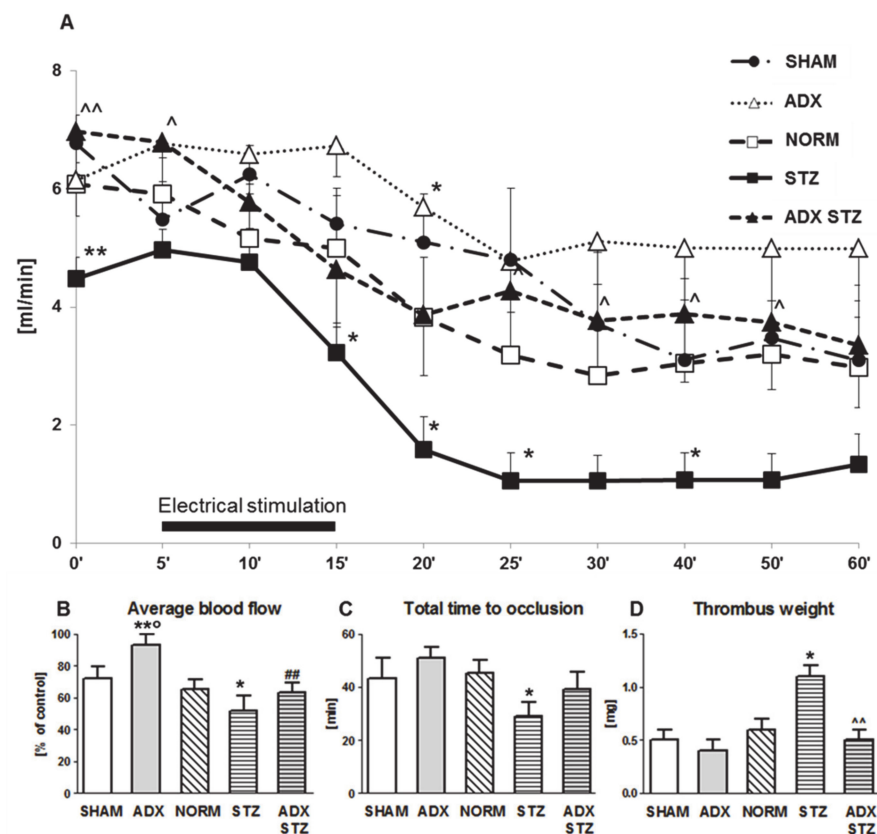 A
SHAM
ADX
NORM
STZ
ADX STZ
8
6
4
2
0
[ml/min]
^^
^
*
**
*
*
*
^
^
^
^
*
Electrical stimulation
0' 5' 10' 15' 20' 25' 30' 40' 50' 60'
B Average blood flow
[% of control]
100
80
60
40
20
0
**°
*
##
SHAM ADX NORM STZ ADX
STZ
C Total time to occlusion
[min]
60
40
20
0
*
SHAM ADX NORM STZ ADX
STZ
D Thrombus weight
[mg]
1.5
1.0
0.5
0.0
*
^^
SHAM ADX NORM STZ ADX
STZ